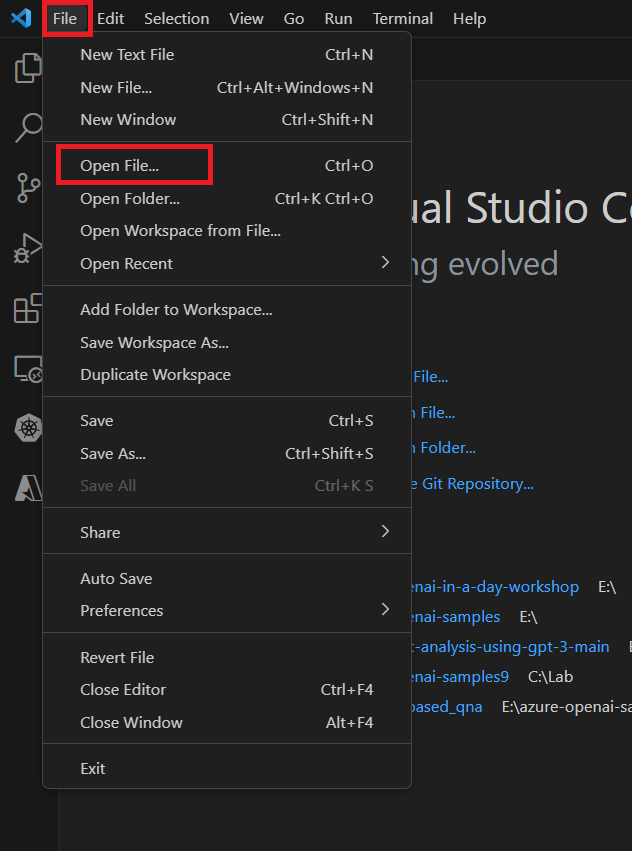 File Edit Selection View Go Run Terminal Help
New Text File Ctrl+N
New File... Ctrl+Alt+Windows+N
New Window Ctrl+Shift+N
Open File... Ctrl+O
Open Folder... Ctrl+K Ctrl+O
Open Workspace from File...
Open Recent
Add Folder to Workspace...
Save Workspace As...
Duplicate Workspace
Save Ctrl+S
Save As... Ctrl+Shift+S
Save All Ctrl+K S
Share
Auto Save
Preferences
Revert File
Close Editor Ctrl+F4
Close Window Alt+F4
Exit
ual Studio Co
ng evolved
File...
n File...
n Folder...
e Git Repository...
enai-in-a-day-workshop E:\
enai-samples E:\
t-analysis-using-gpt-3-main E
enai-samples9 C:\Lab
based_qna E:\azure-openai-sa